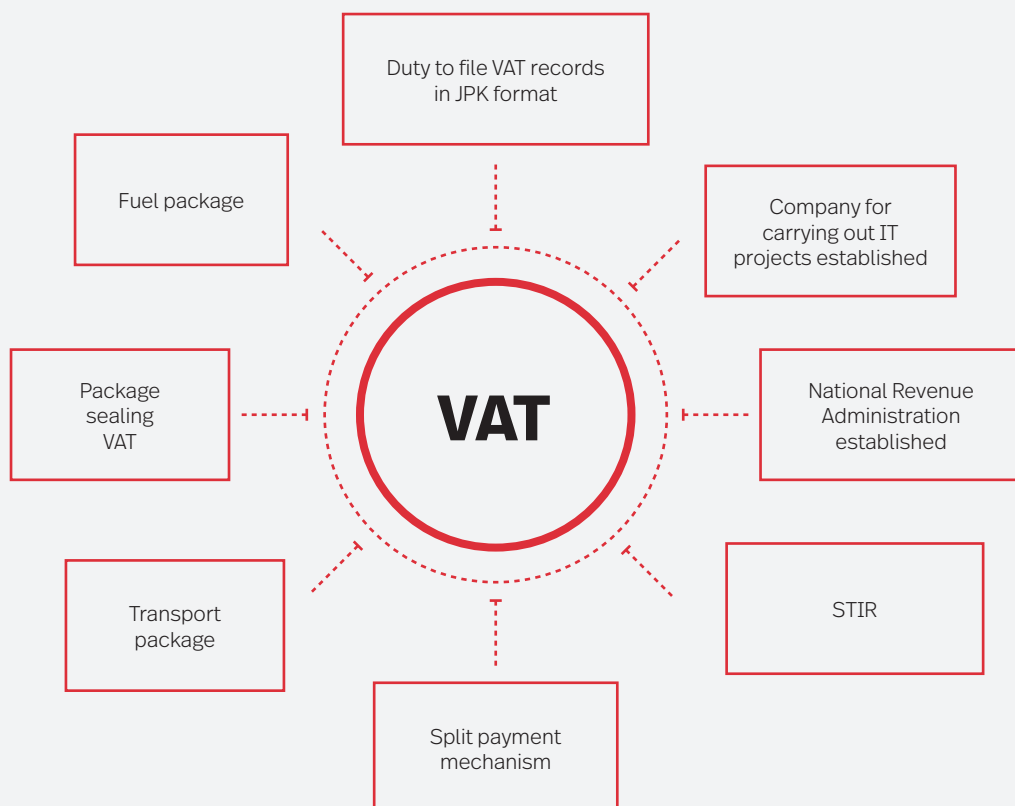 Duty to file VAT records
in JPK format
Fuel package
Company for
carrying out IT
projects established
Package
sealing
VAT
VAT
National Revenue
Administration
established
Transport
package
STIR
Split payment
mechanism